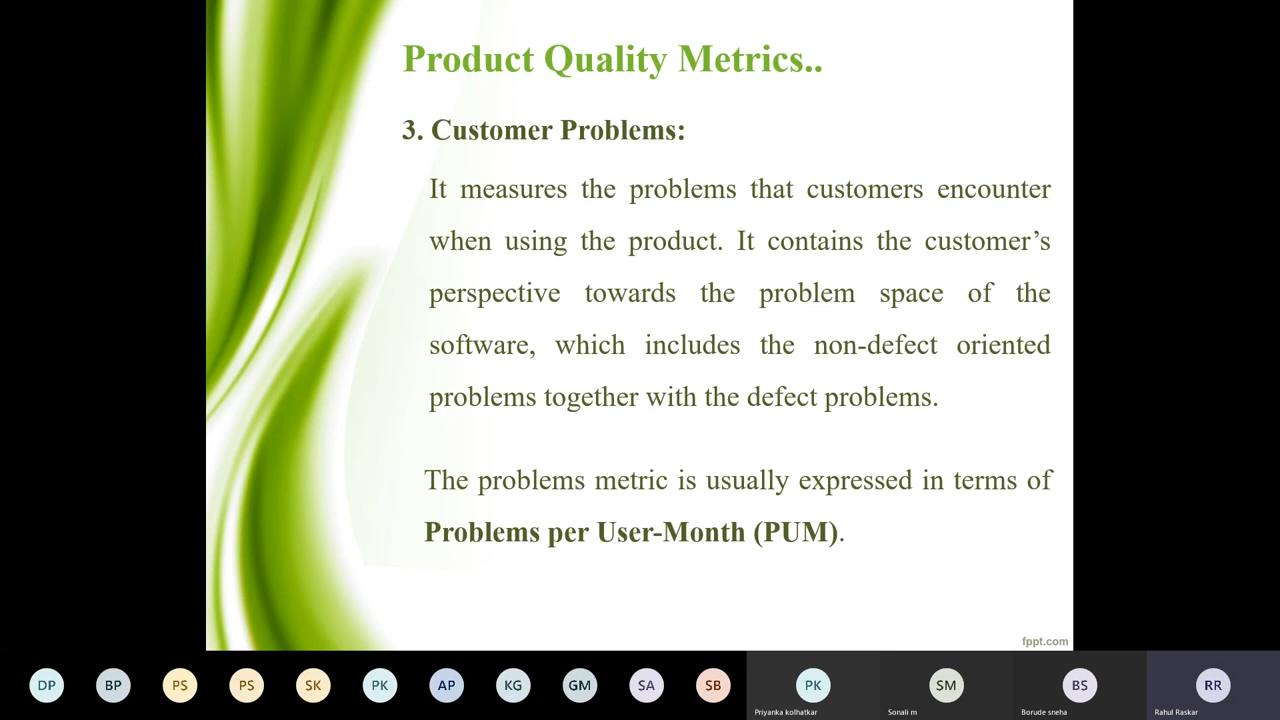 Product Quality Metrics..
3. Customer Problems:
It measures the problems that customers encounter
when using the product. It contains the customer’s
perspective towards the problem space of the
software, which includes the non-defect oriented
problems together with the defect problems.
The problems metric is usually expressed in terms of
Problems per User-Month (PUM).
fppt.com
DP BP PS PS SK PK AP KG GM SA SB PK SM BS RR
Priyanka kolhatkar Sonali m Borude sneha Rahul Raskar